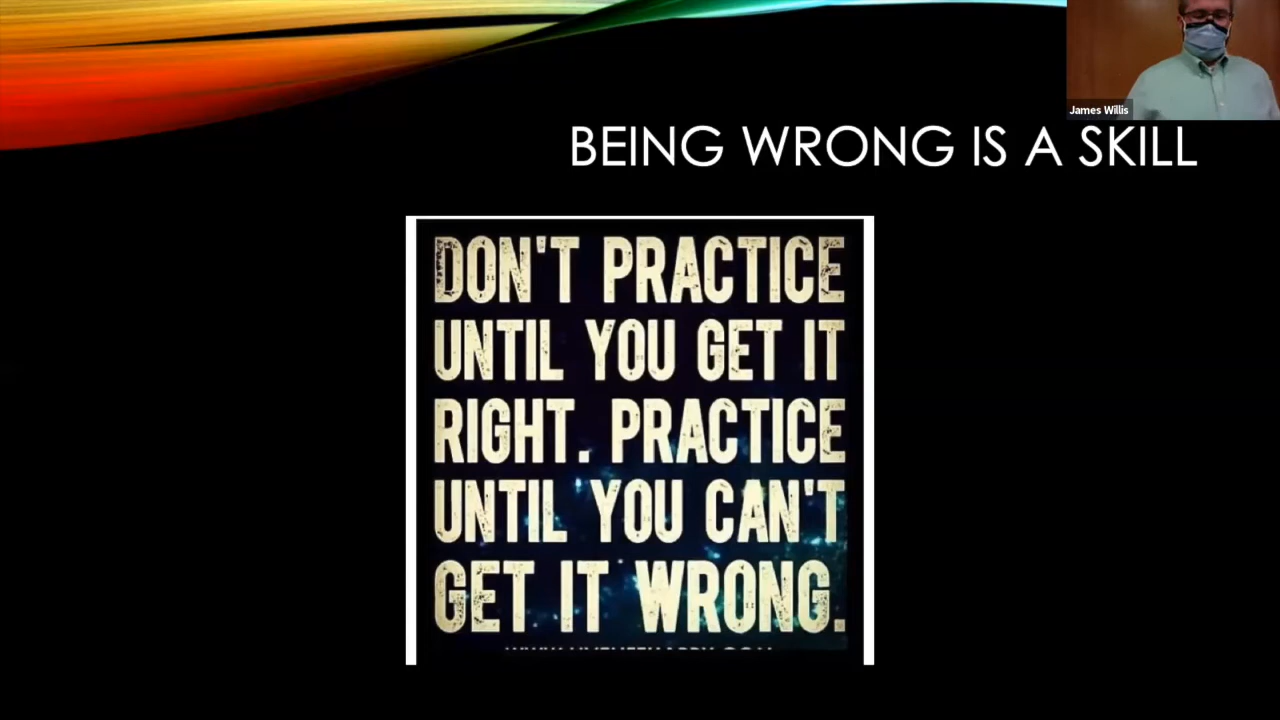 James Willis
BEING WRONG IS A SKILL
DON'T PRACTICE
UNTIL YOU GET IT
RIGHT. PRACTICE
UNTIL YOU CAN'T
GET IT WRONG.